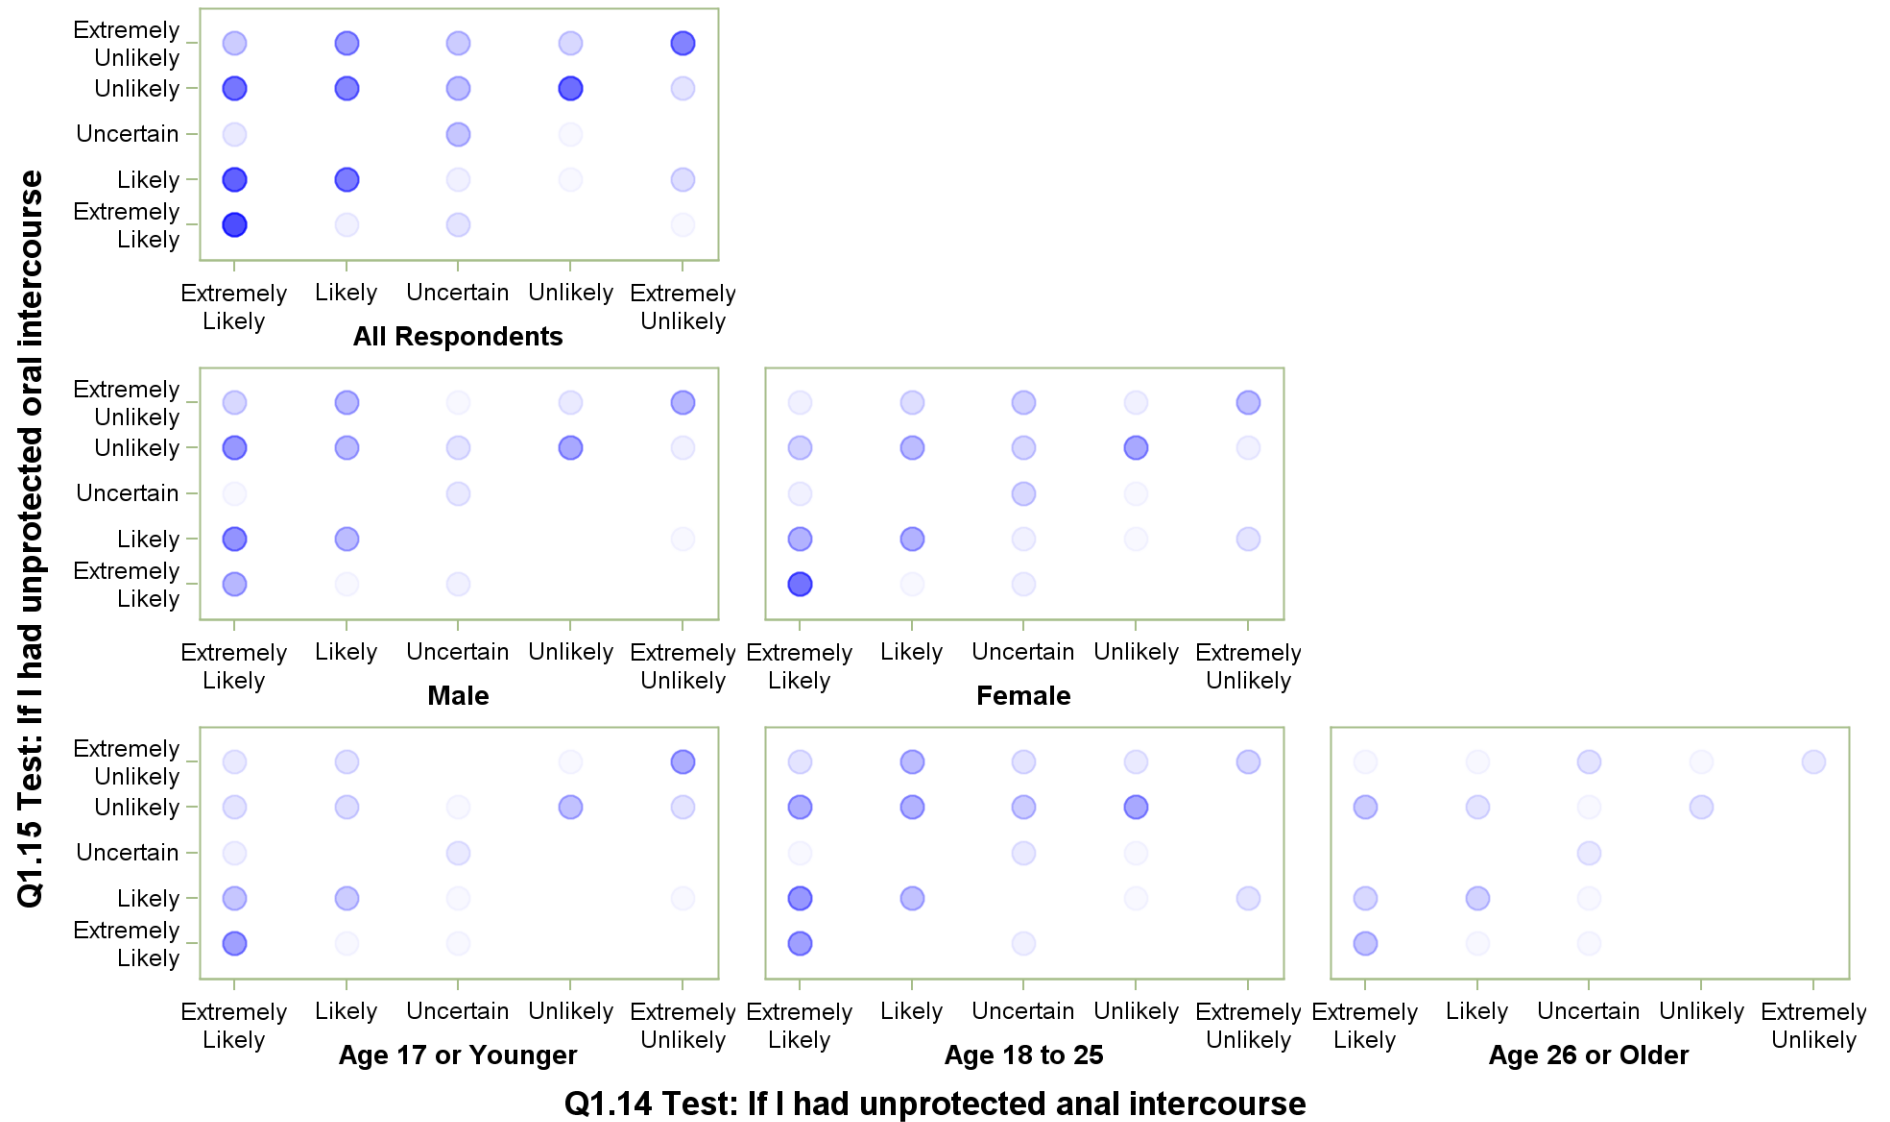 Q1.15 Test: If I had unprotected oral intercourse
Extremely
Unlikely
Unlikely
Uncertain
Likely
Extremely
Likely
Extremely
Likely
Likely
Uncertain
Unlikely
Extremely
Unlikely
All Respondents
Extremely
Unlikely
Unlikely
Uncertain
Likely
Extremely
Likely
Extremely
Likely
Likely
Uncertain
Unlikely
Extremely
Unlikely
Male
Extremely
Likely
Likely
Uncertain
Unlikely
Extremely
Unlikely
Female
Extremely
Unlikely
Unlikely
Uncertain
Likely
Extremely
Likely
Extremely
Likely
Likely
Uncertain
Unlikely
Extremely
Unlikely
Age 17 or Younger
Extremely
Likely
Likely
Uncertain
Unlikely
Extremely
Unlikely
Age 18 to 25
Extremely
Likely
Likely
Uncertain
Unlikely
Extremely
Unlikely
Age 26 or Older
Q1.14 Test: If I had unprotected anal intercourse